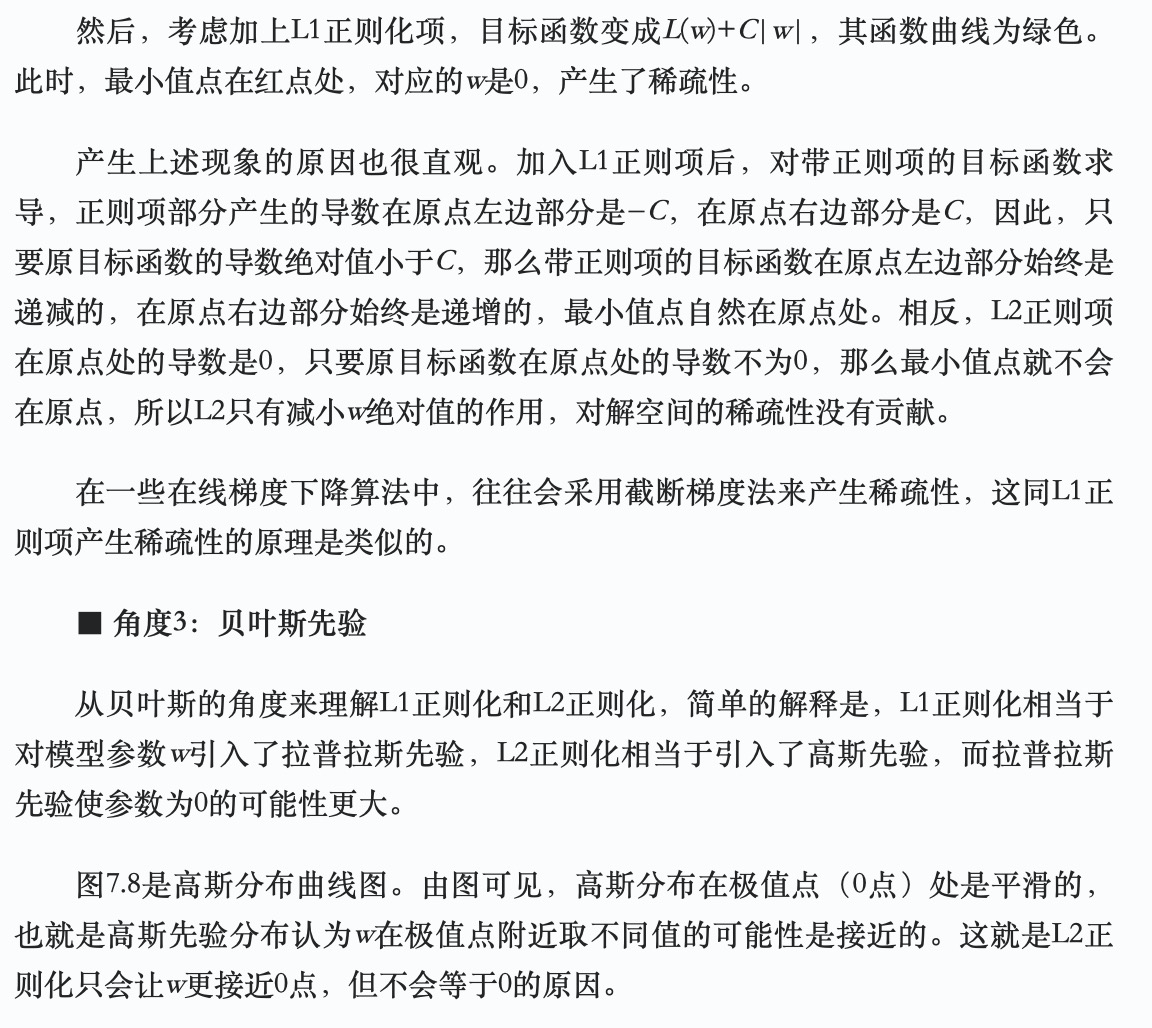 然后，考虑加上L1正则化项，目标函数变成L(w)+C|w|，其函数曲线为绿色。
此时，最小值点在红点处，对应的w是0，产生了稀疏性。
产生上述现象的原因也很直观。加入L1正则项后，对带正则项的目标函数求
导，正则项部分产生的导数在原点左边部分是−C，在原点右边部分是C，因此，只
要原目标函数的导数绝对值小于C，那么带正则项的目标函数在原点左边部分始终是
递减的，在原点右边部分始终是递增的，最小值点自然在原点处。相反，L2正则项
在原点处的导数是0，只要原目标函数在原点处的导数不为0，那么最小值点就不会
在原点，所以L2只有减小w绝对值的作用，对解空间的稀疏性没有贡献。
在一些在线梯度下降算法中，往往会采用截断梯度法来产生稀疏性，这同L1正
则项产生稀疏性的原理是类似的。
■ 角度3：贝叶斯先验
从贝叶斯的角度来理解L1正则化和L2正则化，简单的解释是，L1正则化相当于
对模型参数w引入了拉普拉斯先验，L2正则化相当于引入了高斯先验，而拉普拉斯
先验使参数为0的可能性更大。
图7.8是高斯分布曲线图。由图可见，高斯分布在极值点（0点）处是平滑的，
也就是高斯先验分布认为w在极值点附近取不同值的可能性是接近的。这就是L2正
则化只会让w更接近0点，但不会等于0的原因。